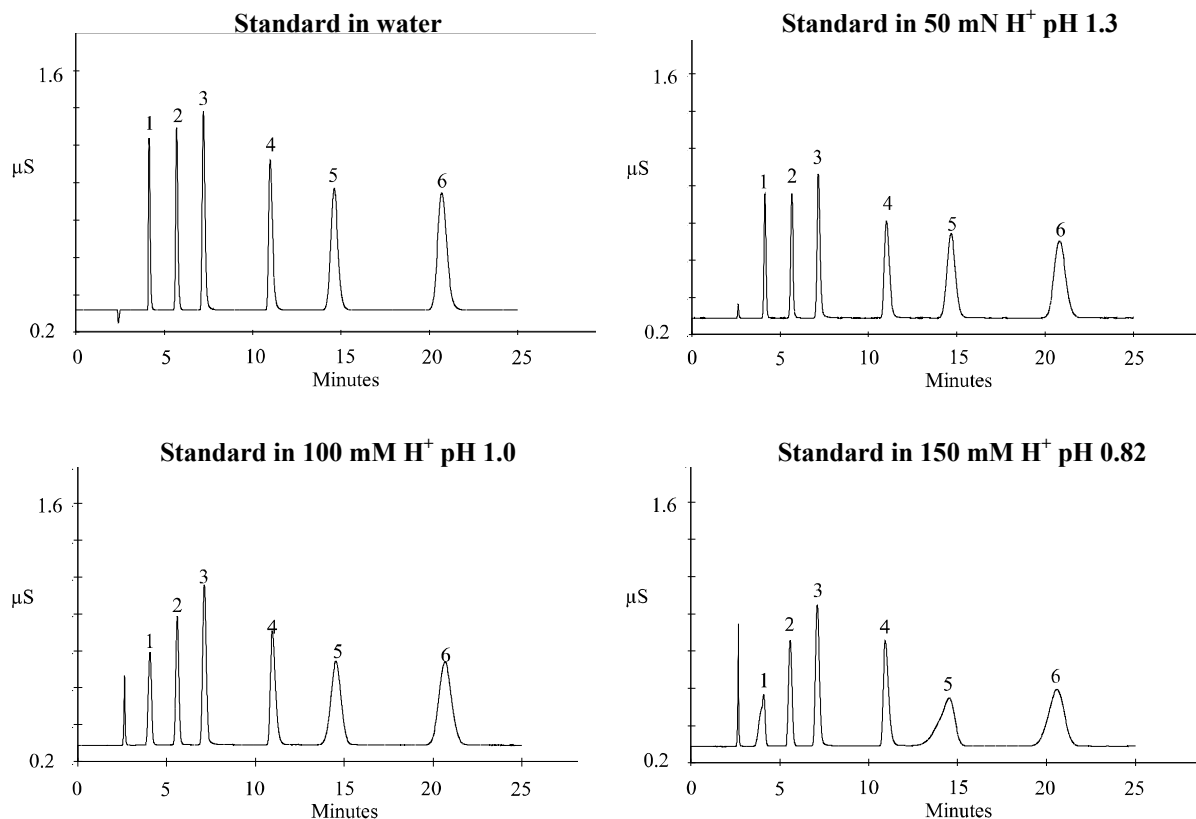 Standard in water
1.6
µS
0.2
1
2
3
4
5
6
0 5 10 15 20 25
Minutes
Standard in 50 mN H⁺ pH 1.3
1.6
µS
0.2
1
2
3
4
5
6
0 5 10 15 20 25
Minutes
Standard in 100 mM H⁺ pH 1.0
1.6
µS
0.2
1
2
3
4
5
6
0 5 10 15 20 25
Minutes
Standard in 150 mM H⁺ pH 0.82
1.6
µS
0.2
1
2
3
4
5
6
0 5 10 15 20 25
Minutes